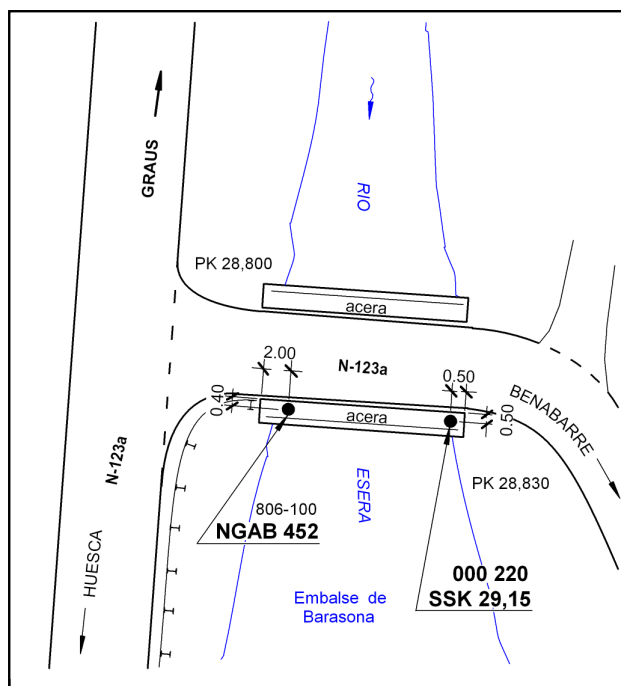 GRAUS
RIO
PK 28,800
acera
2.00
N-123a
0.50
0.40
acera
0.50
BENABARRE
N-123a
ESERA
PK 28,830
806-100
NGAB 452
HUESCA
000 220
SSK 29,15
Embalse de
Barasona